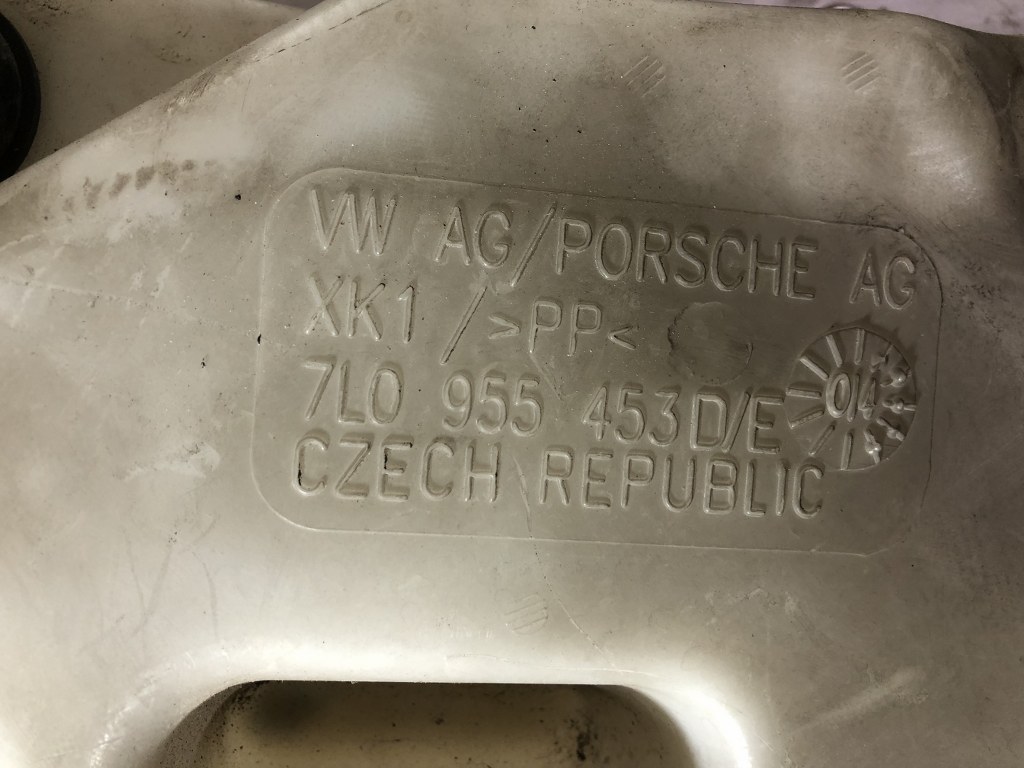 VW AG/PORSCHE AG
XK1 / >PP<
7L0 955 453 D/E
CZECH REPUBLIC